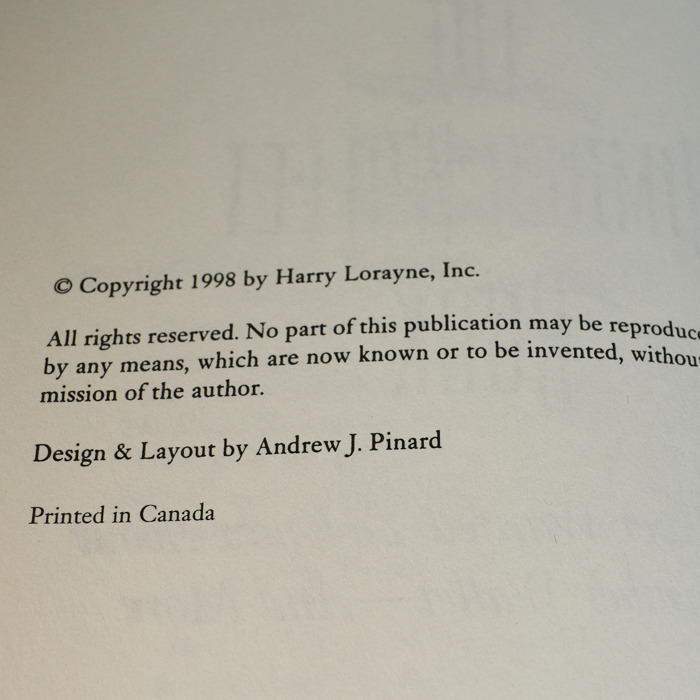 © Copyright 1998 by Harry Lorayne, Inc.
All rights reserved. No part of this publication may be reproduc
by any means, which are now known or to be invented, withou
mission of the author.
Design & Layout by Andrew J. Pinard
Printed in Canada